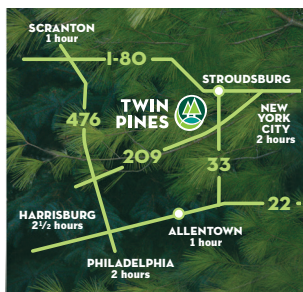 SCRANTON
1 hour
I-80
STROUDSBURG
TWIN
PINES
NEW
YORK
CITY
2 hours
476
209
33
22
HARRISBURG
2½ hours
ALLENTOWN
1 hour
PHILADELPHIA
2 hours